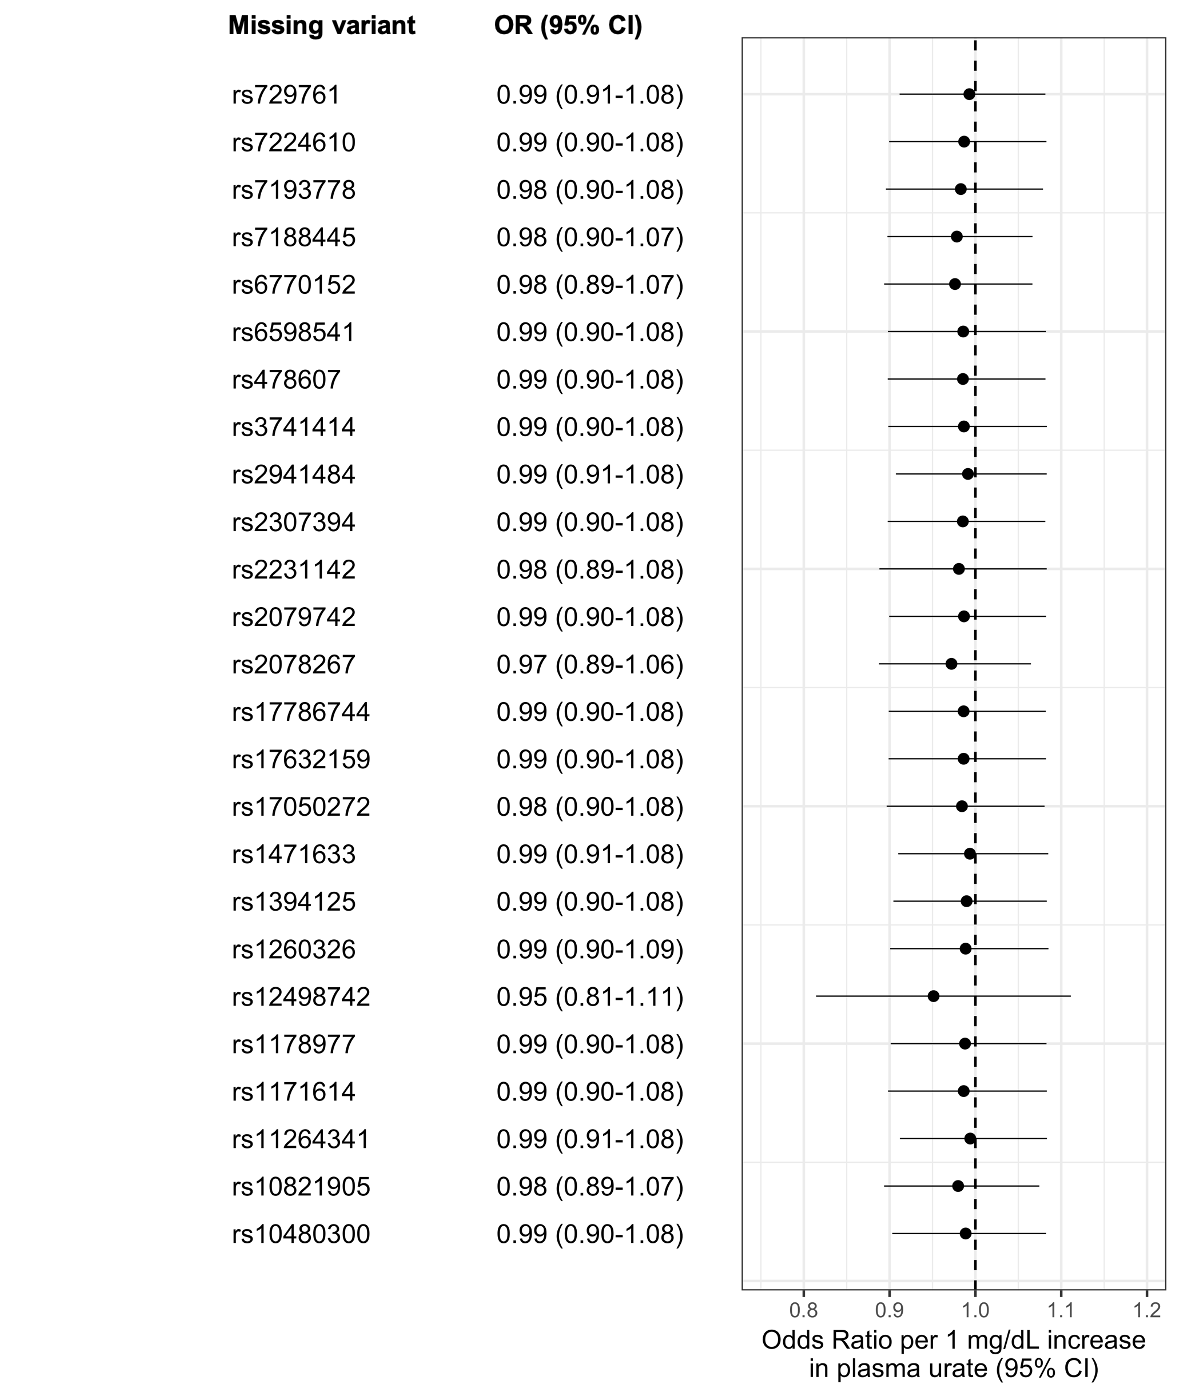 Missing variant OR (95% CI)
rs729761 0.99 (0.91-1.08)
rs7224610 0.99 (0.90-1.08)
rs7193778 0.98 (0.90-1.08)
rs7188445 0.98 (0.90-1.07)
rs6770152 0.98 (0.89-1.07)
rs6598541 0.99 (0.90-1.08)
rs478607 0.99 (0.90-1.08)
rs3741414 0.99 (0.90-1.08)
rs2941484 0.99 (0.91-1.08)
rs2307394 0.99 (0.90-1.08)
rs2231142 0.98 (0.89-1.08)
rs2079742 0.99 (0.90-1.08)
rs2078267 0.97 (0.89-1.06)
rs17786744 0.99 (0.90-1.08)
rs17632159 0.99 (0.90-1.08)
rs17050272 0.98 (0.90-1.08)
rs1471633 0.99 (0.91-1.08)
rs1394125 0.99 (0.90-1.08)
rs1260326 0.99 (0.90-1.09)
rs12498742 0.95 (0.81-1.11)
rs1178977 0.99 (0.90-1.08)
rs1171614 0.99 (0.90-1.08)
rs11264341 0.99 (0.91-1.08)
rs10821905 0.98 (0.89-1.07)
rs10480300 0.99 (0.90-1.08)
0.8 0.9 1.0 1.1 1.2
Odds Ratio per 1 mg/dL increase
in plasma urate (95% CI)